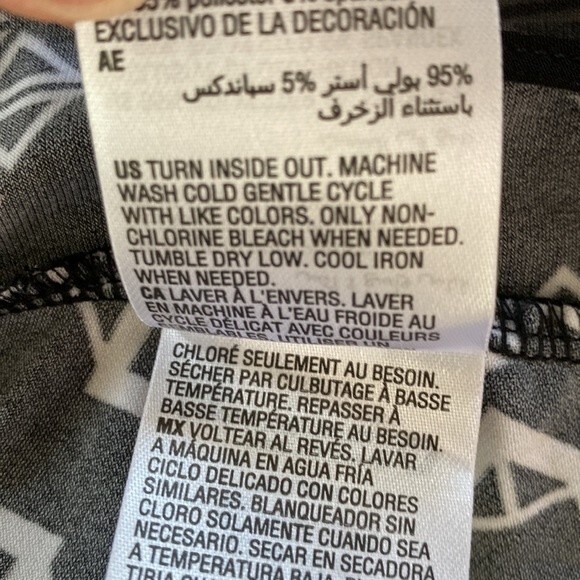 EXCLUSIVO DE LA DECORACIÓN
AE
95% بولي أستر 5% سباندكس
باستثناء الزخرف
US TURN INSIDE OUT. MACHINE
WASH COLD GENTLE CYCLE
WITH LIKE COLORS. ONLY NON-
CHLORINE BLEACH WHEN NEEDED.
TUMBLE DRY LOW. COOL IRON
WHEN NEEDED.
CA LAVER À L'ENVERS. LAVER
EN MACHINE À L'EAU FROIDE AU
CYCLE DÉLICAT AVEC COULEURS
CHLORÉ SEULEMENT AU BESOIN.
SÉCHER PAR CULBUTAGE À BASSE
TEMPÉRATURE. REPASSER À
BASSE TEMPÉRATURE AU BESOIN.
MX VOLTEAR AL REVÉS, LAVAR
A MÁQUINA EN AGUA FRÍA
CICLO DELICADO CON COLORES
SIMILARES. BLANQUEADOR SIN
CLORO SOLAMENTE CUANDO SEA
NECESARIO. SECAR EN SECADORA
A TEMPERATURA BAJA